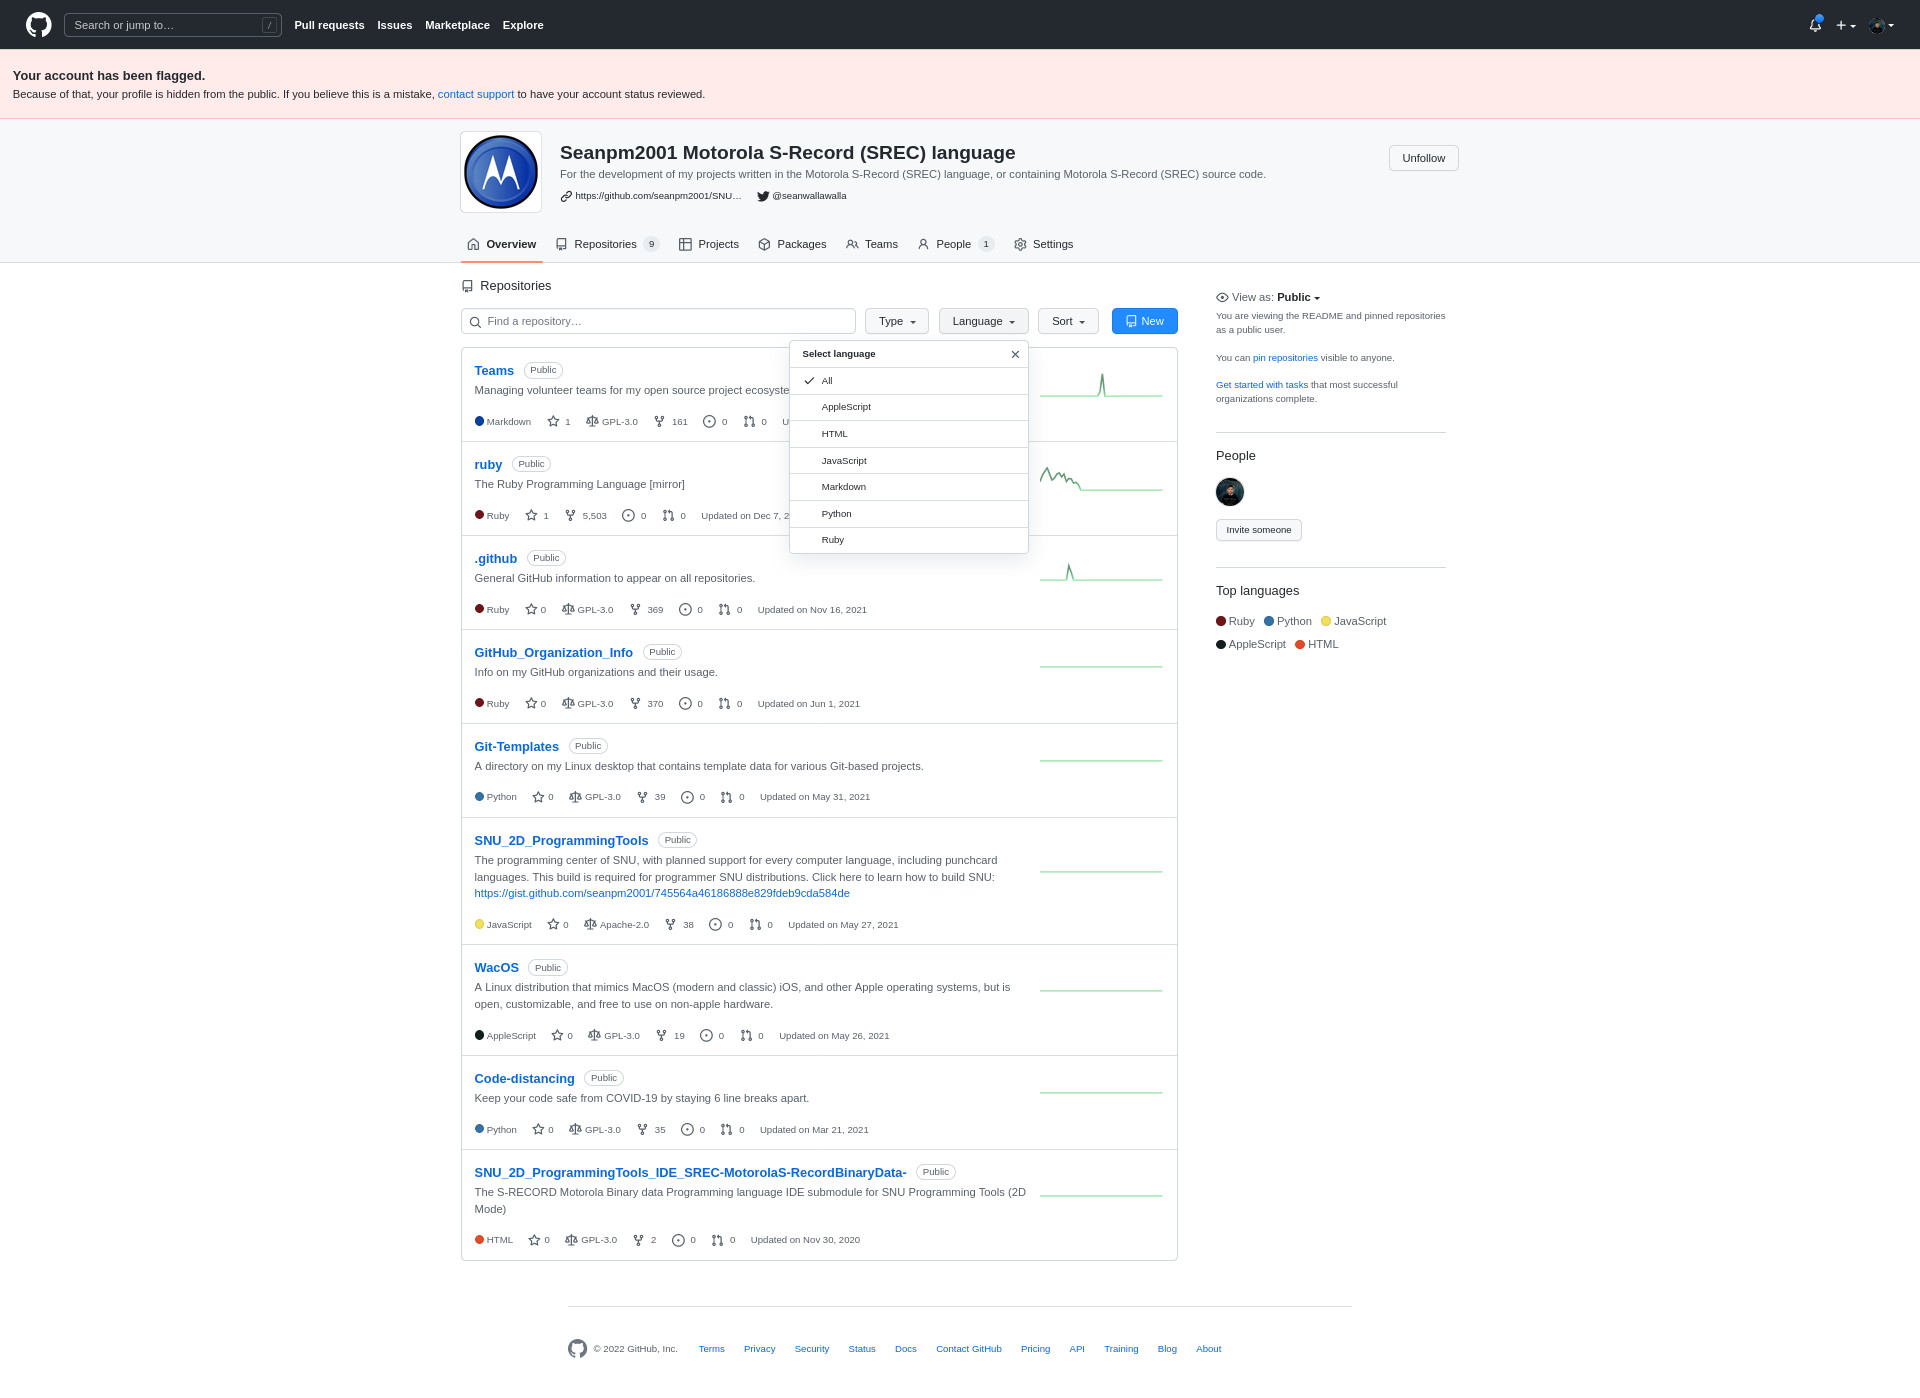 Search or jump to… /
Pull requests Issues Marketplace Explore
Your account has been flagged.
Because of that, your profile is hidden from the public. If you believe this is a mistake, contact support to have your account status reviewed.
Seanpm2001 Motorola S-Record (SREC) language
For the development of my projects written in the Motorola S-Record (SREC) language, or containing Motorola S-Record (SREC) source code.
https://github.com/seanpm2001/SNU… @seanwallawalla
Unfollow
Overview Repositories 9 Projects Packages Teams People 1 Settings
Repositories
Find a repository… Type Language Sort New
Select language
All
AppleScript
HTML
JavaScript
Markdown
Python
Ruby
Teams Public
Managing volunteer teams for my open source project ecosyste
Markdown 1 GPL-3.0 161 0 0 U
ruby Public
The Ruby Programming Language [mirror]
Ruby 1 5,503 0 0 Updated on Dec 7, 2
.github Public
General GitHub information to appear on all repositories.
Ruby 0 GPL-3.0 369 0 0 Updated on Nov 16, 2021
GitHub_Organization_Info Public
Info on my GitHub organizations and their usage.
Ruby 0 GPL-3.0 370 0 0 Updated on Jun 1, 2021
Git-Templates Public
A directory on my Linux desktop that contains template data for various Git-based projects.
Python 0 GPL-3.0 39 0 0 Updated on May 31, 2021
SNU_2D_ProgrammingTools Public
The programming center of SNU, with planned support for every computer language, including punchcard
languages. This build is required for programmer SNU distributions. Click here to learn how to build SNU:
https://gist.github.com/seanpm2001/745564a46186888e829fdeb9cda584de
JavaScript 0 Apache-2.0 38 0 0 Updated on May 27, 2021
WacOS Public
A Linux distribution that mimics MacOS (modern and classic) iOS, and other Apple operating systems, but is
open, customizable, and free to use on non-apple hardware.
AppleScript 0 GPL-3.0 19 0 0 Updated on May 26, 2021
Code-distancing Public
Keep your code safe from COVID-19 by staying 6 line breaks apart.
Python 0 GPL-3.0 35 0 0 Updated on Mar 21, 2021
SNU_2D_ProgrammingTools_IDE_SREC-MotorolaS-RecordBinaryData- Public
The S-RECORD Motorola Binary data Programming language IDE submodule for SNU Programming Tools (2D
Mode)
HTML 0 GPL-3.0 2 0 0 Updated on Nov 30, 2020
View as: Public
You are viewing the README and pinned repositories
as a public user.
You can pin repositories visible to anyone.
Get started with tasks that most successful
organizations complete.
People
Invite someone
Top languages
Ruby Python JavaScript
AppleScript HTML
© 2022 GitHub, Inc. Terms Privacy Security Status Docs Contact GitHub Pricing API Training Blog About